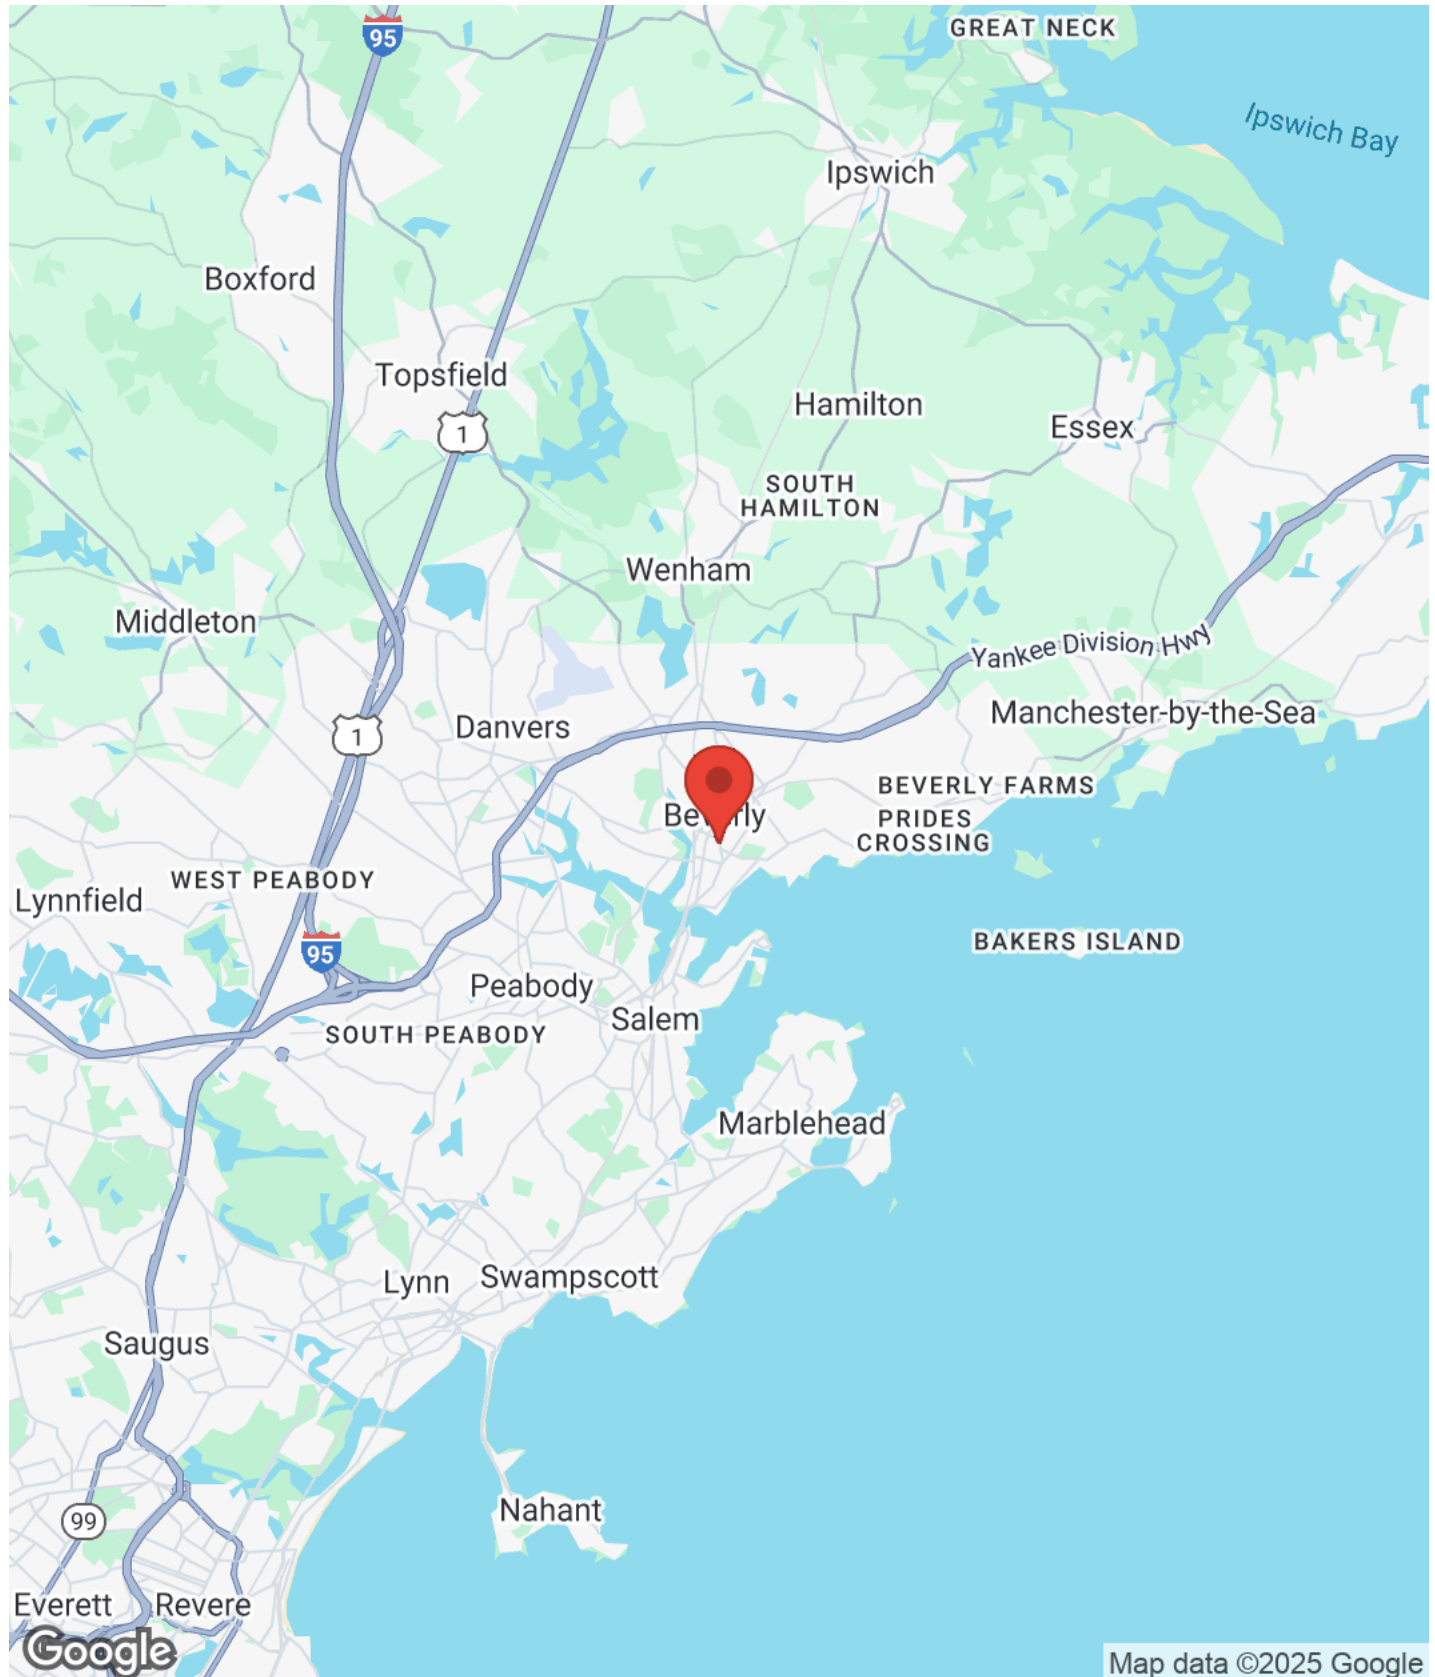 GREAT NECK
95
Ipswich Bay
Ipswich
Boxford
Topsfield
1
Hamilton
Essex
SOUTH
HAMILTON
Wenham
Middleton
Yankee Division Hwy
Manchester-by-the-Sea
Danvers
1
BEVERLY FARMS
Beverly
PRIDES
CROSSING
WEST PEABODY
Lynnfield
BAKERS ISLAND
95
Peabody
Salem
SOUTH PEABODY
Marblehead
Swampscott
Lynn
Saugus
Nahant
99
Everett
Revere
Google
Map data ©2025 Google